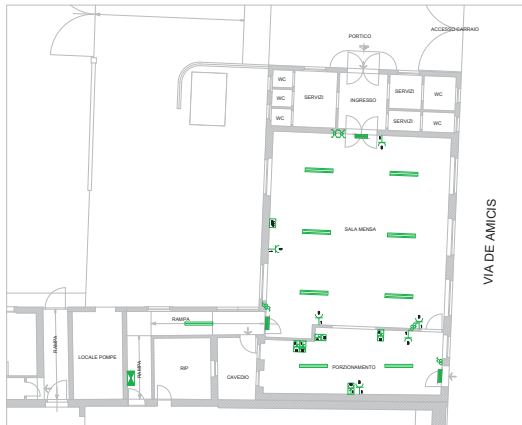 ACCESSO CARRAIO
PORTICO
WC
SERVIZI
INGRESSO
SERVIZI
WC
WC
WC
SERVIZI
WC
SALA MENSA
VIA DE AMICIS
RAMPA
RAMPA
LOCALE POMPE
RAMPA
RIP
CAVEDIO
PORZIONAMENTO